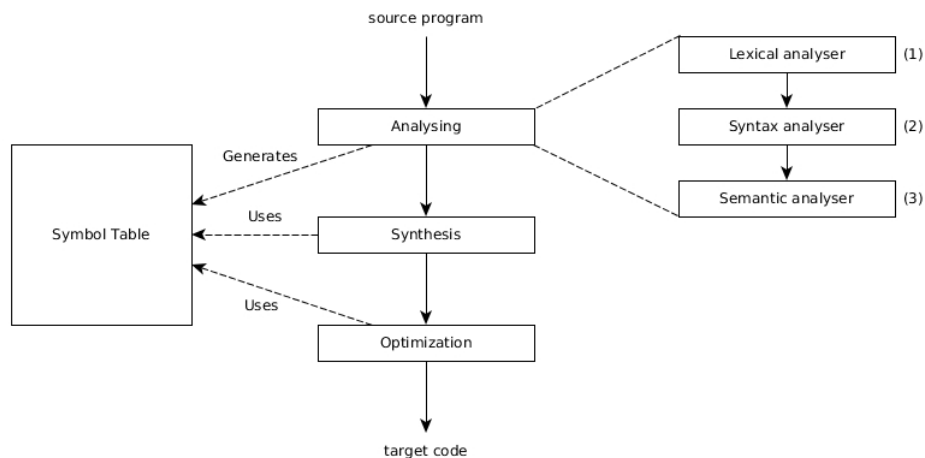 source program
Lexical analyser (1)
Analysing
Syntax analyser (2)
Generates
Semantic analyser (3)
Uses
Symbol Table
Synthesis
Uses
Optimization
target code